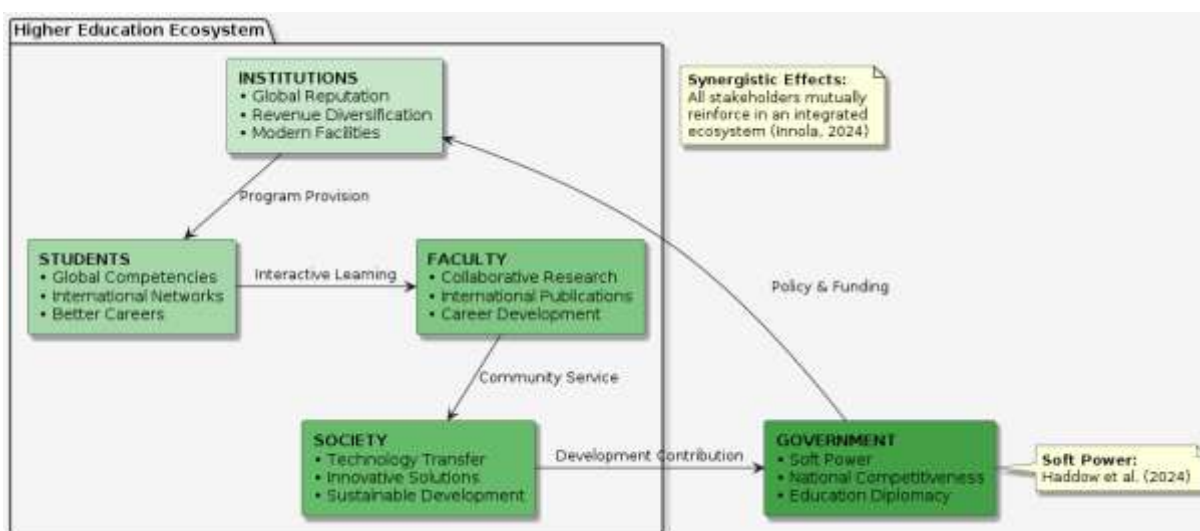 Higher Education Ecosystem
INSTITUTIONS
• Global Reputation
• Revenue Diversification
• Modern Facilities
Synergistic Effects:
All stakeholders mutually
reinforce in an integrated
ecosystem (Innola, 2024)
Program Provision
STUDENTS
• Global Competencies
• International Networks
• Better Careers
Interactive Learning
FACULTY
• Collaborative Research
• International Publications
• Career Development
Policy & Funding
Community Service
SOCIETY
• Technology Transfer
• Innovative Solutions
• Sustainable Development
Development Contribution
GOVERNMENT
• Soft Power
• National Competitiveness
• Education Diplomacy
Soft Power:
Haddow et al. (2024)